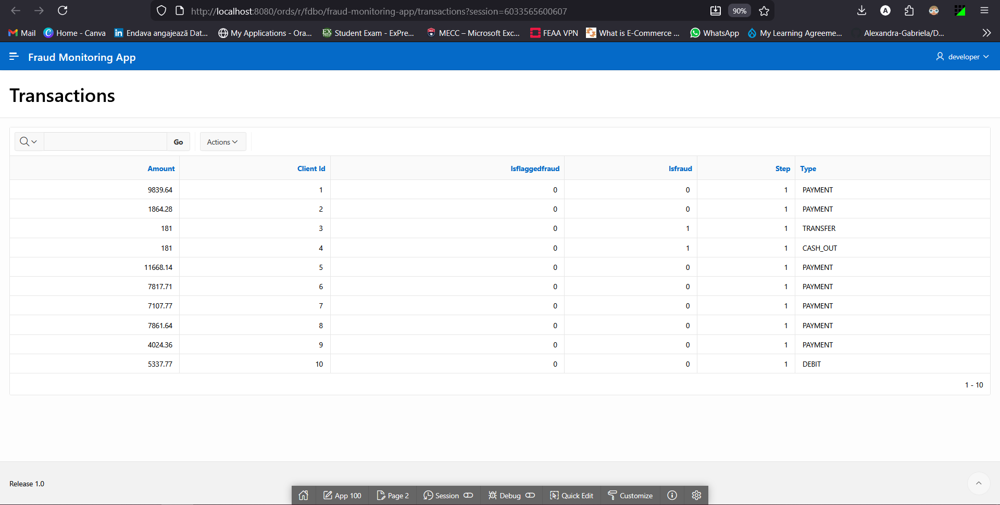 http://localhost:8080/ords/r/fdbo/fraud-monitoring-app/transactions?session=6033565600607 90% A
Mail Home - Canva Endava angajează Dat... My Applications - Ora... Student Exam - ExPre... MECC – Microsoft Exc... FEAA VPN What is E-Commerce ... WhatsApp My Learning Agreeme... Alexandra-Gabriela/D...
Fraud Monitoring App developer
Transactions
Go Actions
Amount Client Id Isflaggedfraud Isfraud Step Type
9839.64 1 0 0 1 PAYMENT
1864.28 2 0 0 1 PAYMENT
181 3 0 1 1 TRANSFER
181 4 0 1 1 CASH_OUT
11668.14 5 0 0 1 PAYMENT
7817.71 6 0 0 1 PAYMENT
7107.77 7 0 0 1 PAYMENT
7861.64 8 0 0 1 PAYMENT
4024.36 9 0 0 1 PAYMENT
5337.77 10 0 0 1 DEBIT
1 - 10
Release 1.0
App 100 Page 2 Session Debug Quick Edit Customize